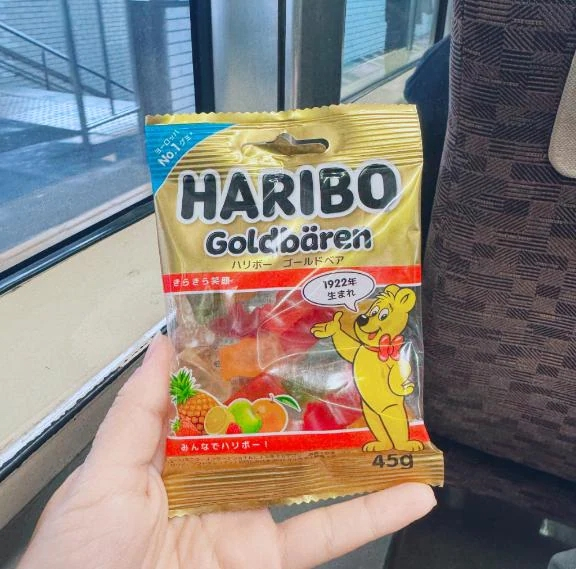 ヨーロッパ
No.1グミ*
HARIBO
Goldbären
ハリボー ゴールドベア
きらきら笑顔
1922年
生まれ
みんなでハリボー！
45g